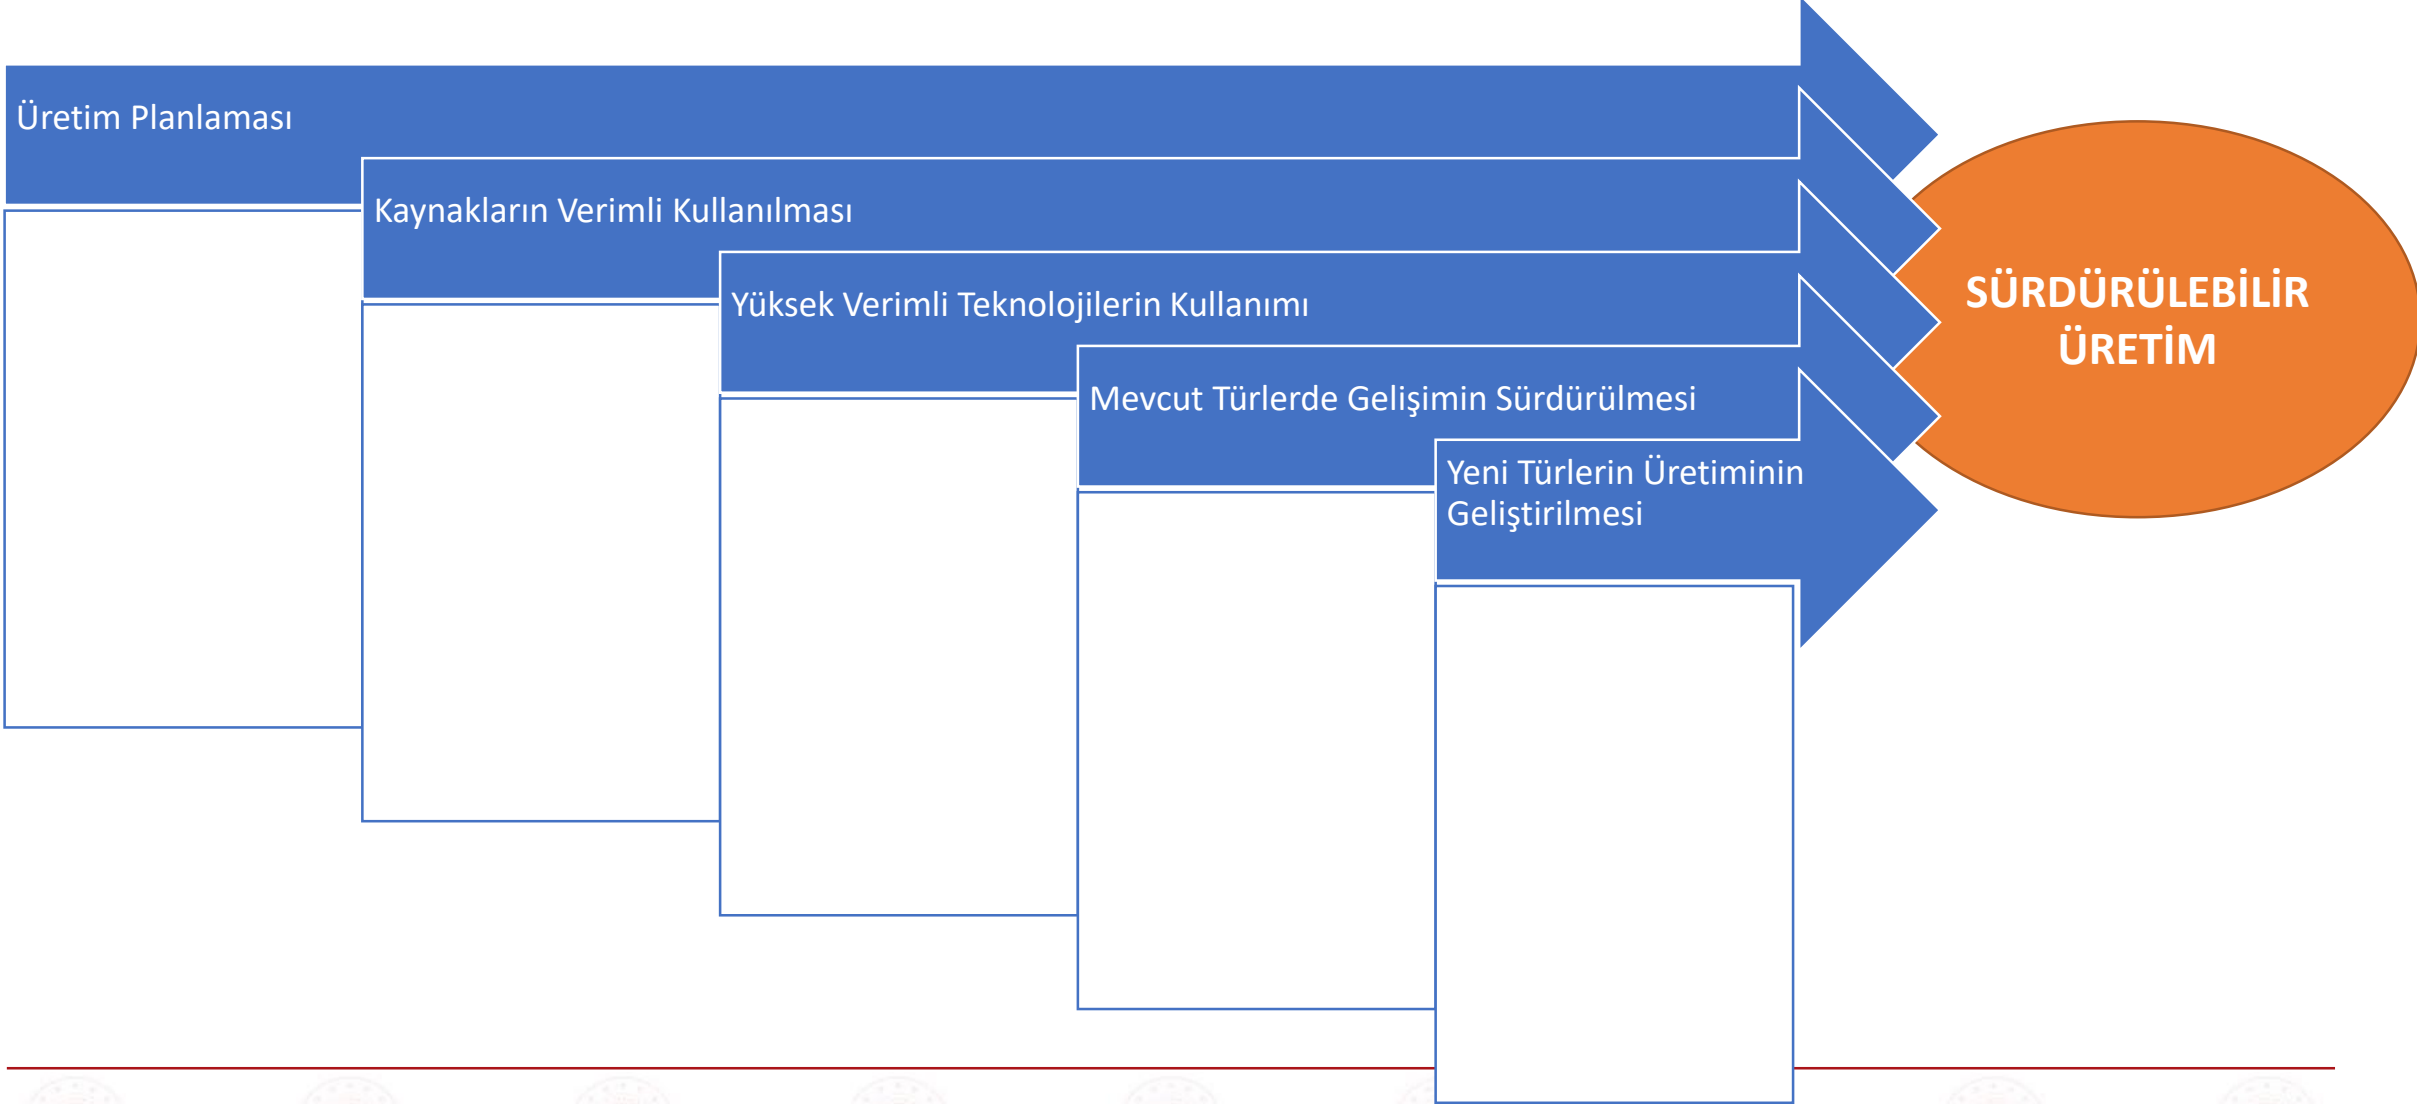 Üretim Planlaması
Kaynakların Verimli Kullanılması
Yüksek Verimli Teknolojilerin Kullanımı
Mevcut Türlerde Gelişimin Sürdürülmesi
Yeni Türlerin Üretiminin
Geliştirilmesi
SÜRDÜRÜLEBİLİR
ÜRETİM